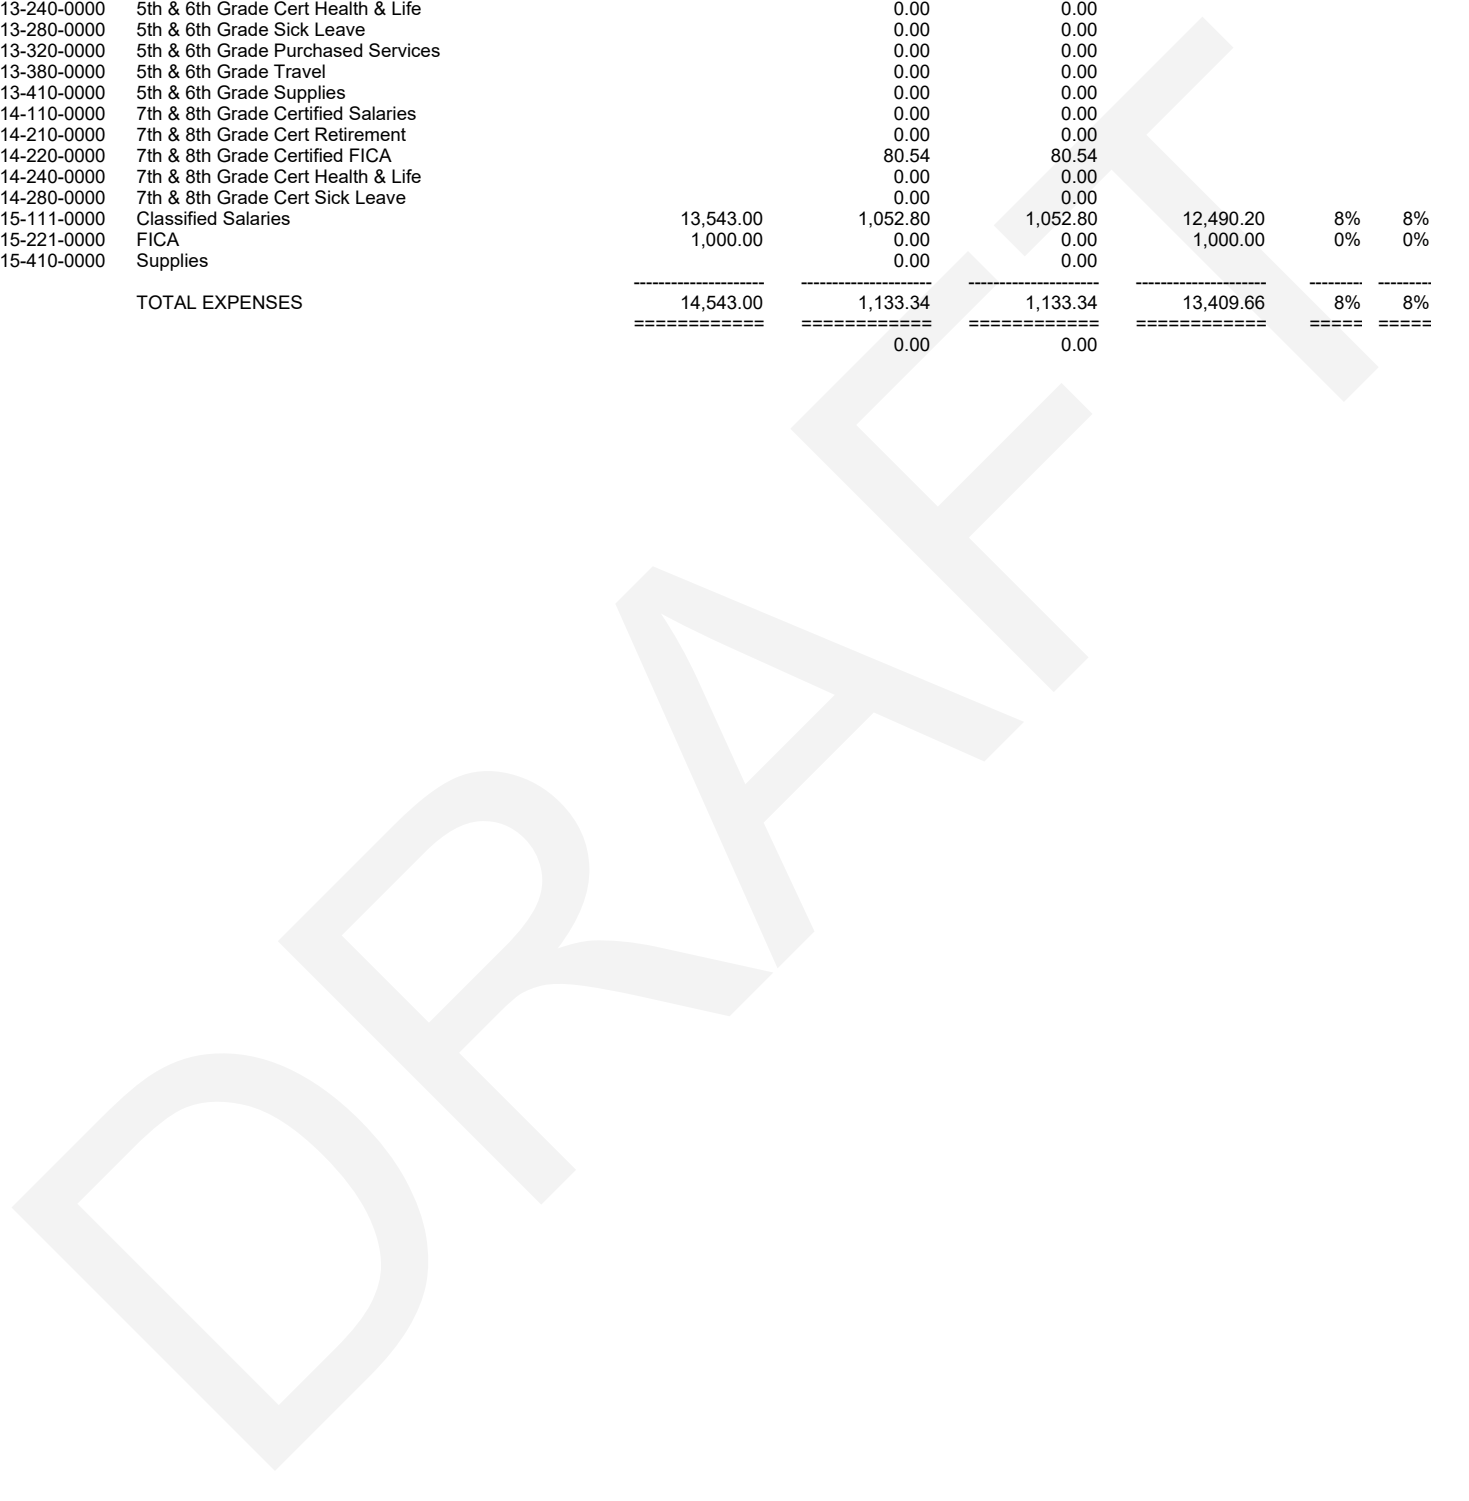 13-240-0000 5th & 6th Grade Cert Health & Life 0.00 0.00
13-280-0000 5th & 6th Grade Sick Leave 0.00 0.00
13-320-0000 5th & 6th Grade Purchased Services 0.00 0.00
13-380-0000 5th & 6th Grade Travel 0.00 0.00
13-410-0000 5th & 6th Grade Supplies 0.00 0.00
14-110-0000 7th & 8th Grade Certified Salaries 0.00 0.00
14-210-0000 7th & 8th Grade Cert Retirement 0.00 0.00
14-220-0000 7th & 8th Grade Certified FICA 80.54 80.54
14-240-0000 7th & 8th Grade Cert Health & Life 0.00 0.00
14-280-0000 7th & 8th Grade Cert Sick Leave 0.00 0.00
15-111-0000 Classified Salaries 13,543.00 1,052.80 1,052.80 12,490.20 8% 8%
15-221-0000 FICA 1,000.00 0.00 0.00 1,000.00 0% 0%
15-410-0000 Supplies 0.00 0.00
--------------------- --------------------- --------------------- --------------------- --------- ---------
TOTAL EXPENSES 14,543.00 1,133.34 1,133.34 13,409.66 8% 8%
============ ============ ============ ============ ===== =====
0.00 0.00
DRAFT